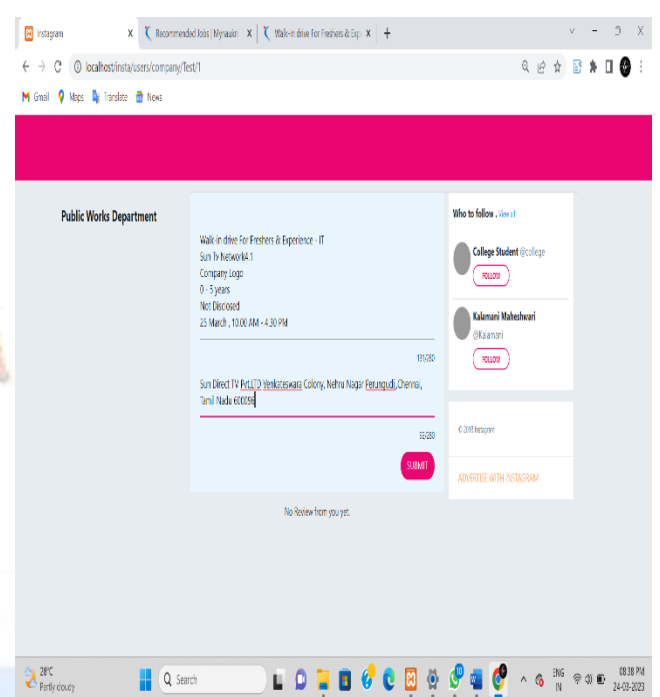 Instagram
Recommended Jobs | Mynaukri
Walk-in drive For Freshers & Exp
localhost/insta/users/company/Test/1
Gmail Maps Translate News
Public Works Department
Walk-in drive For Freshers & Experience - IT
Sun Tv Network4.1
Company Logo
0 - 5 years
Not Disclosed
25 March , 10.00 AM - 4.30 PM
191/280
Sun Direct TV Pvt.LTD Venkateswara Colony, Nehru Nagar Perungudi,,Chennai,
Tamil Nadu 600096
92/280
SUBMIT
No Review from you yet.
Who to follow . View all
College Student @college
FOLLOW
Kalamani Maheshwari
@Kalamani
FOLLOW
© 2018 Instagram
ADVERTISE WITH INSTAGRAM
28°C
Partly cloudy
Search
ENG
IN
08:38 PM
24-03-2023